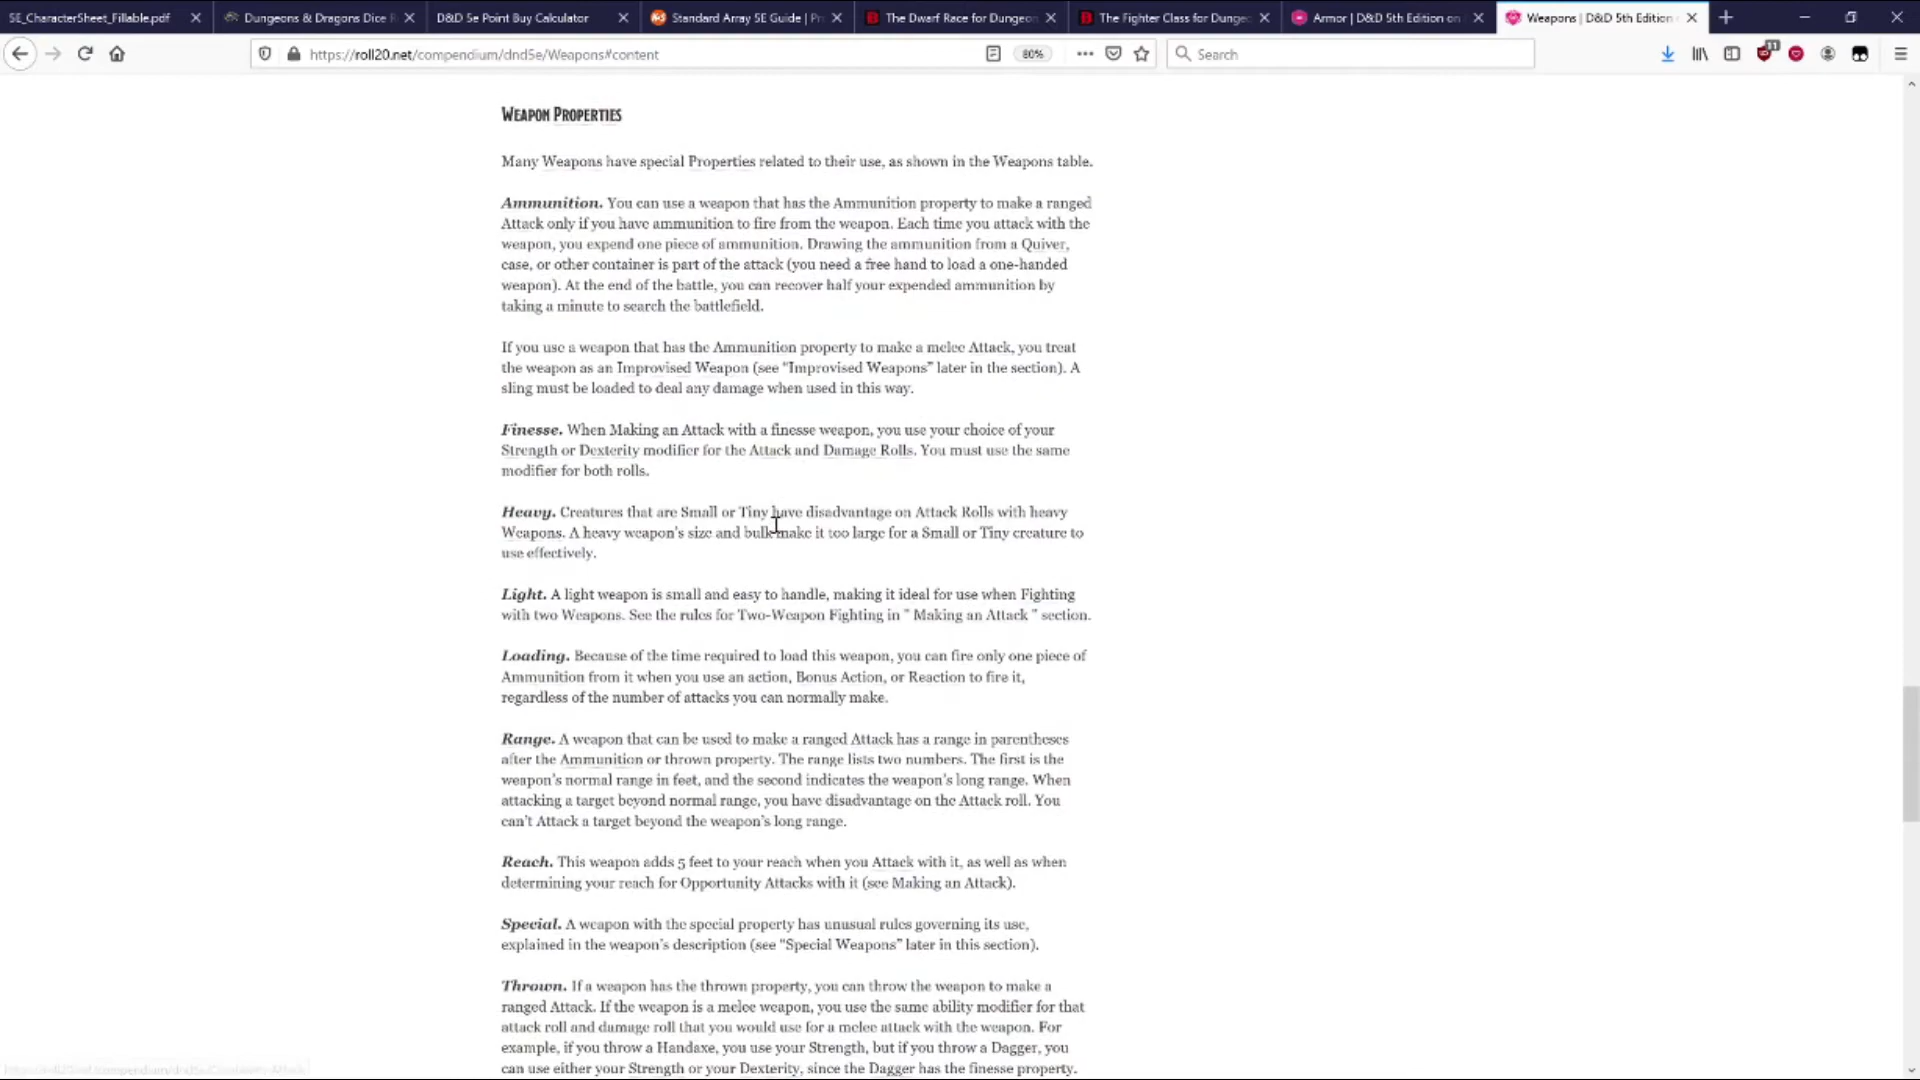 5E_CharacterSheet_Fillable.pdf
Dungeons & Dragons Dice R
D&D 5e Point Buy Calculator
Standard Array 5E Guide | Pr
The Dwarf Race for Dungeon
The Fighter Class for Dunge
Armor | D&D 5th Edition on
Weapons | D&D 5th Edition
https://roll20.net/compendium/dnd5e/Weapons#content
80%
Search
11
WEAPON PROPERTIES
Many Weapons have special Properties related to their use, as shown in the Weapons table.
Ammunition. You can use a weapon that has the Ammunition property to make a ranged
Attack only if you have ammunition to fire from the weapon. Each time you attack with the
weapon, you expend one piece of ammunition. Drawing the ammunition from a Quiver,
case, or other container is part of the attack (you need a free hand to load a one-handed
weapon). At the end of the battle, you can recover half your expended ammunition by
taking a minute to search the battlefield.
If you use a weapon that has the Ammunition property to make a melee Attack, you treat
the weapon as an Improvised Weapon (see “Improvised Weapons” later in the section). A
sling must be loaded to deal any damage when used in this way.
Finesse. When Making an Attack with a finesse weapon, you use your choice of your
Strength or Dexterity modifier for the Attack and Damage Rolls. You must use the same
modifier for both rolls.
Heavy. Creatures that are Small or Tiny have disadvantage on Attack Rolls with heavy
Weapons. A heavy weapon’s size and bulk make it too large for a Small or Tiny creature to
use effectively.
Light. A light weapon is small and easy to handle, making it ideal for use when Fighting
with two Weapons. See the rules for Two-Weapon Fighting in " Making an Attack " section.
Loading. Because of the time required to load this weapon, you can fire only one piece of
Ammunition from it when you use an action, Bonus Action, or Reaction to fire it,
regardless of the number of attacks you can normally make.
Range. A weapon that can be used to make a ranged Attack has a range in parentheses
after the Ammunition or thrown property. The range lists two numbers. The first is the
weapon’s normal range in feet, and the second indicates the weapon’s long range. When
attacking a target beyond normal range, you have disadvantage on the Attack roll. You
can’t Attack a target beyond the weapon’s long range.
Reach. This weapon adds 5 feet to your reach when you Attack with it, as well as when
determining your reach for Opportunity Attacks with it (see Making an Attack).
Special. A weapon with the special property has unusual rules governing its use,
explained in the weapon’s description (see “Special Weapons” later in this section).
Thrown. If a weapon has the thrown property, you can throw the weapon to make a
ranged Attack. If the weapon is a melee weapon, you use the same ability modifier for that
attack roll and damage roll that you would use for a melee attack with the weapon. For
example, if you throw a Handaxe, you use your Strength, but if you throw a Dagger, you
can use either your Strength or your Dexterity, since the Dagger has the finesse property.